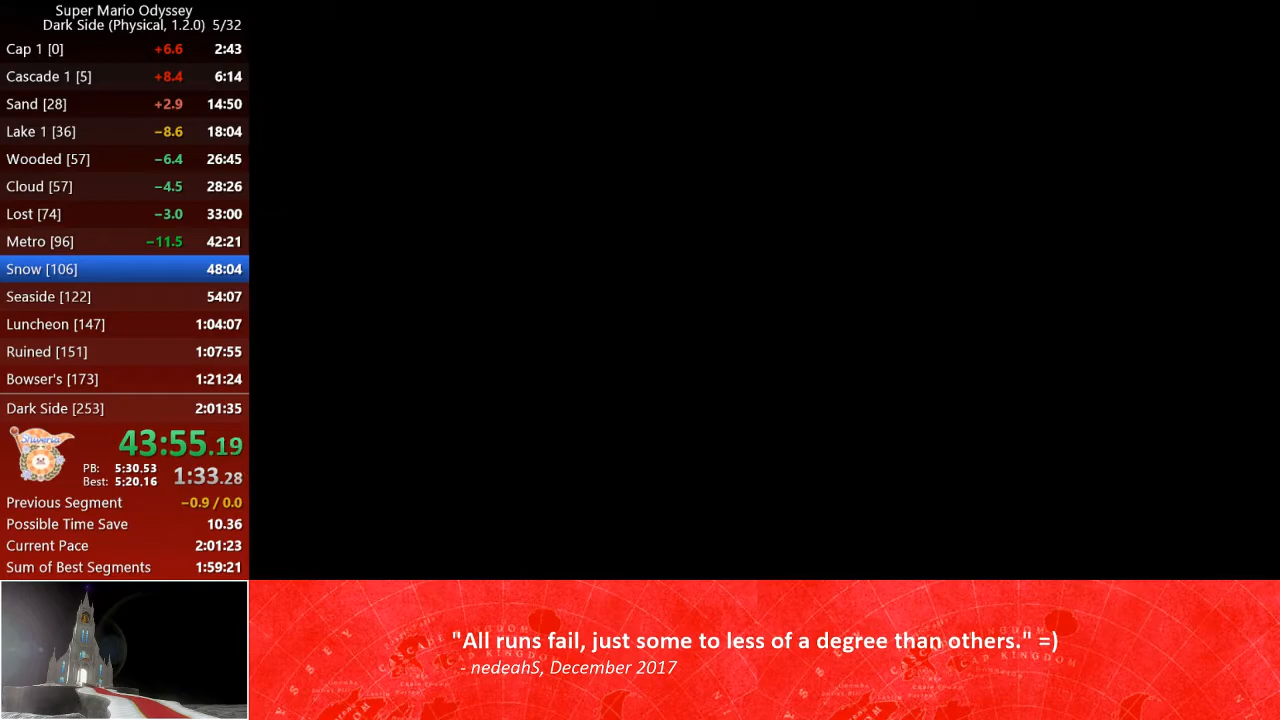 Super Mario Odyssey
Dark Side (Physical, 1.2.0) 5/32
Cap 1 [0] +6.6 2:43
Cascade 1 [5] +8.4 6:14
Sand [28] +2.9 14:50
Lake 1 [36] −8.6 18:04
Wooded [57] −6.4 26:45
Cloud [57] −4.5 28:26
Lost [74] −3.0 33:00
Metro [96] −11.5 42:21
Snow [106] 48:04
Seaside [122] 54:07
Luncheon [147] 1:04:07
Ruined [151] 1:07:55
Bowser's [173] 1:21:24
Dark Side [253] 2:01:35
Shiveria
43:55.19
PB: 5:30.53
Best: 5:20.16
1:33.28
Previous Segment −0.9 / 0.0
Possible Time Save 10.36
Current Pace 2:01:23
Sum of Best Segments 1:59:21
"All runs fail, just some to less of a degree than others." =)
- nedeahS, December 2017